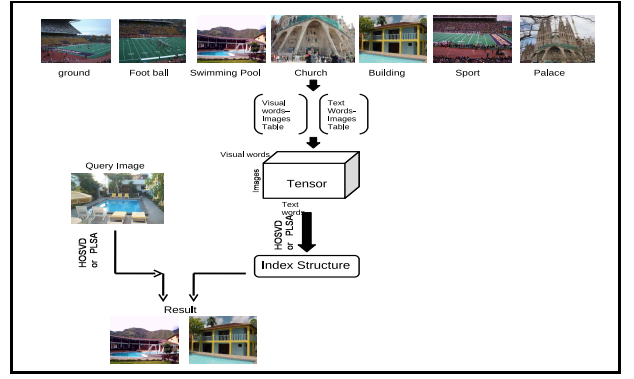 ground
Foot ball
Swimming Pool
Church
Building
Sport
Palace
Visual
words–
Images
Table
Text
Words–
Images
Table
Visual words
Images
Tensor
Text
words
Query Image
HOSVD
or PLSA
HOSVD
or PLSA
Index Structure
Result